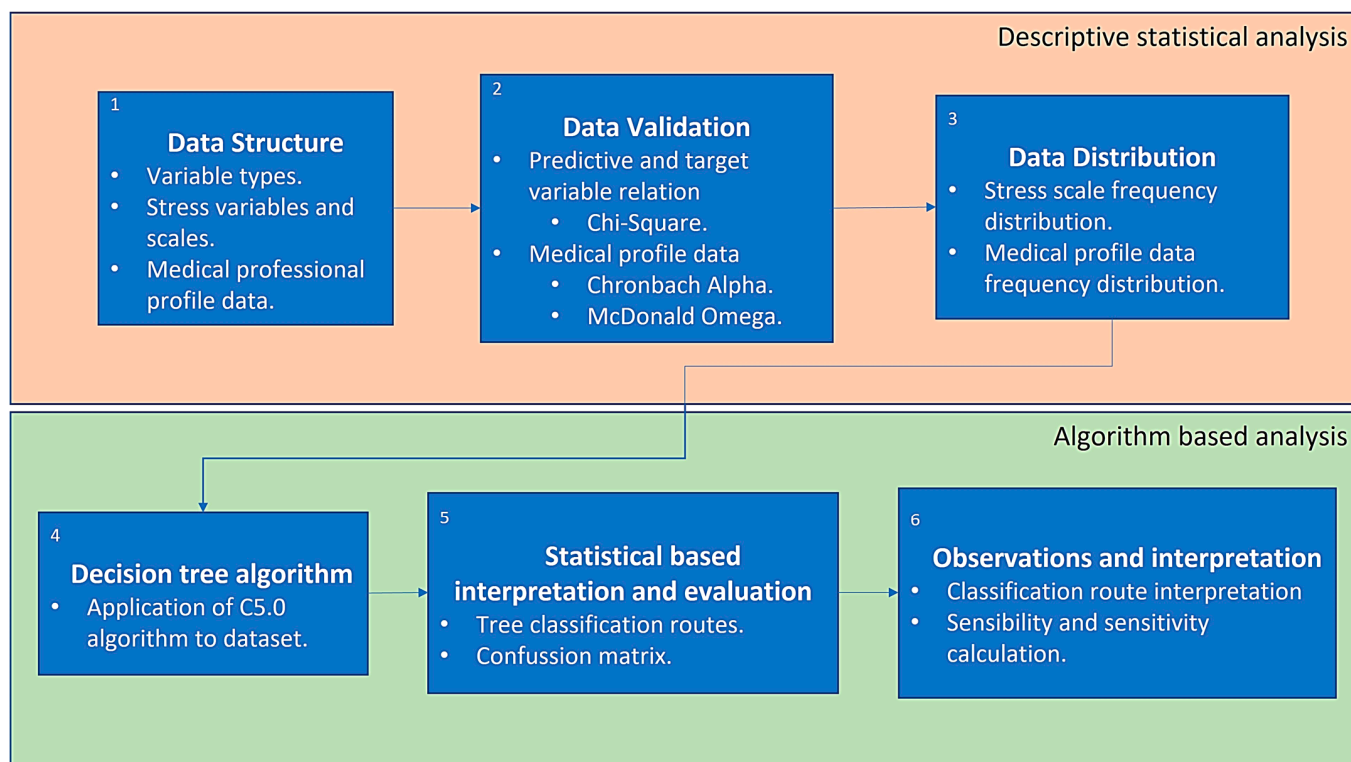 Descriptive statistical analysis
1
Data Structure
• Variable types.
• Stress variables and
scales.
• Medical professional
profile data.
2
Data Validation
• Predictive and target
variable relation
• Chi-Square.
• Medical profile data
• Chronbach Alpha.
• McDonald Omega.
3
Data Distribution
• Stress scale frequency
distribution.
• Medical profile data
frequency distribution.
Algorithm based analysis
4
Decision tree algorithm
• Application of C5.0
algorithm to dataset.
5
Statistical based
interpretation and evaluation
• Tree classification routes.
• Confussion matrix.
6
Observations and interpretation
• Classification route interpretation
• Sensibility and sensitivity
calculation.